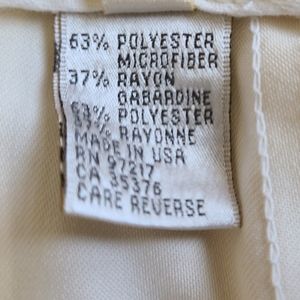 63% POLYESTER
MICROFIBER
37% RAYON
GABARDINE
63% POLYESTER
37% RAYONNE
MADE IN USA
RN 97217
CA 35376
CARE REVERSE